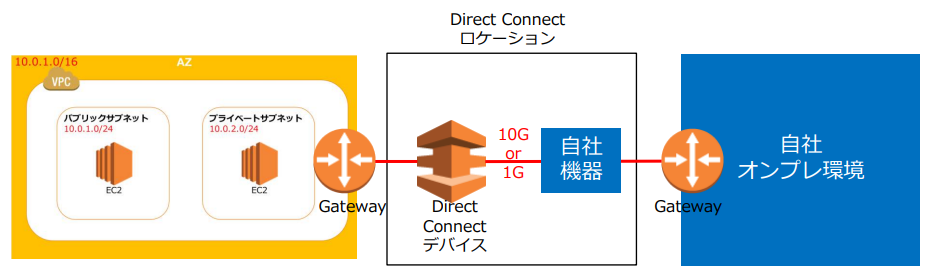 Direct Connect
ロケーション
10.0.1.0/16
AZ
VPC
パブリックサブネット
10.0.1.0/24
EC2
プライベートサブネット
10.0.2.0/24
EC2
Gateway
Direct
Connect
デバイス
10G
or
1G
自社
機器
Gateway
自社
オンプレ環境